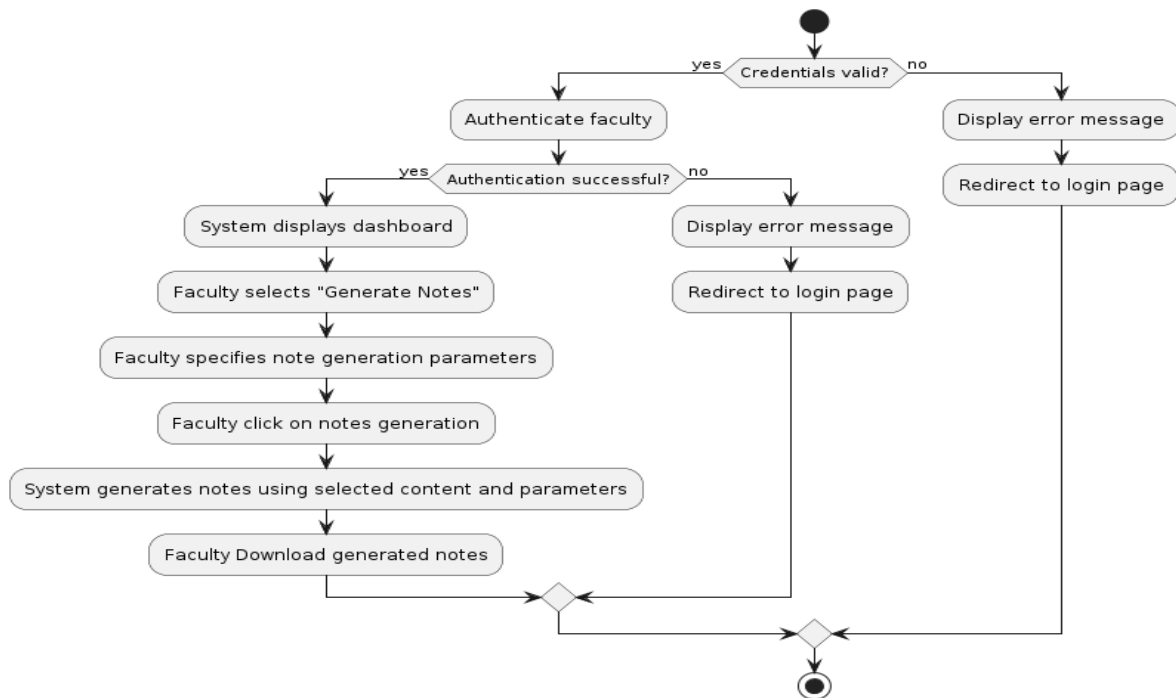 yes
Credentials valid?
no
Authenticate faculty
Display error message
yes
Authentication successful?
no
Redirect to login page
System displays dashboard
Display error message
Faculty selects "Generate Notes"
Redirect to login page
Faculty specifies note generation parameters
Faculty click on notes generation
System generates notes using selected content and parameters
Faculty Download generated notes